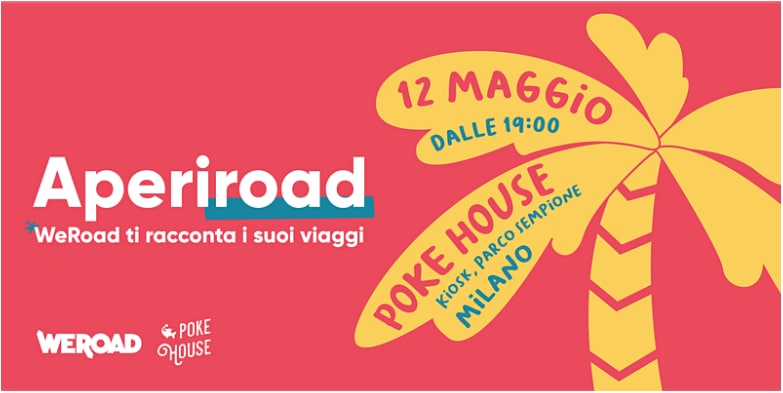 12 MAGGIO
DALLE 19:00
POKE HOUSE
KIOSK, PARCO SEMPIONE
MILANO
Aperiroad
WeRoad ti racconta i suoi viaggi
WEROAD
POKE
HOUSE